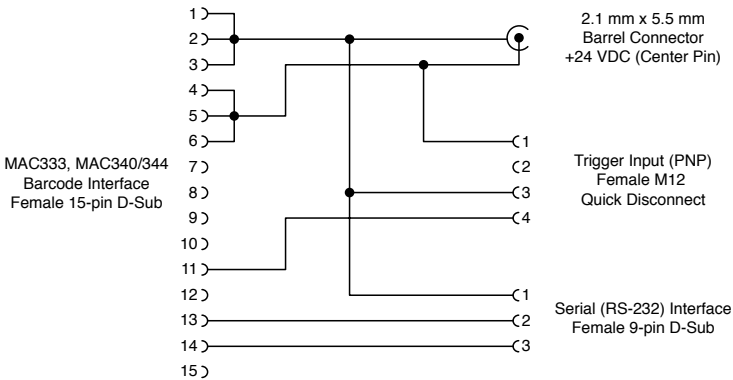 MAC333, MAC340/344
Barcode Interface
Female 15-pin D-Sub
1
2
3
4
5
6
7
8
9
10
11
12
13
14
15
2.1 mm x 5.5 mm
Barrel Connector
+24 VDC (Center Pin)
1
2
3
4
Trigger Input (PNP)
Female M12
Quick Disconnect
1
2
3
Serial (RS-232) Interface
Female 9-pin D-Sub